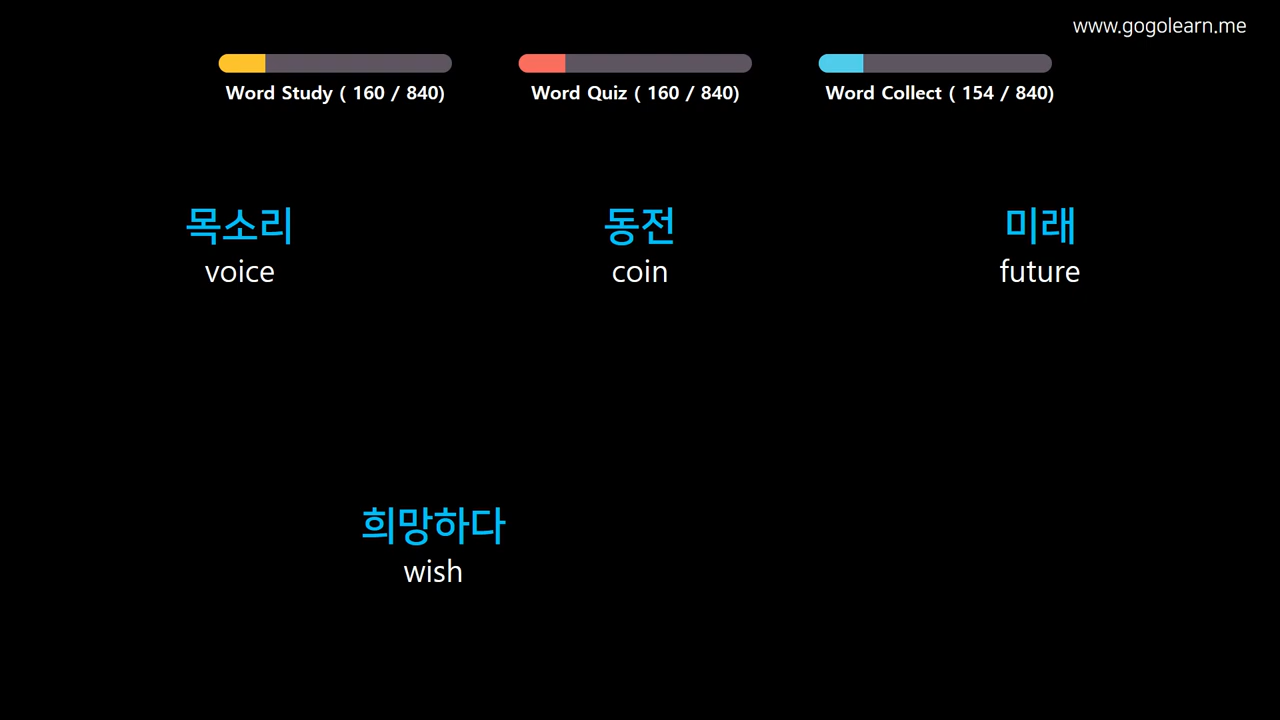 www.gogolearn.me
Word Study ( 160 / 840)
Word Quiz ( 160 / 840)
Word Collect ( 154 / 840)
목소리
voice
동전
coin
미래
future
희망하다
wish